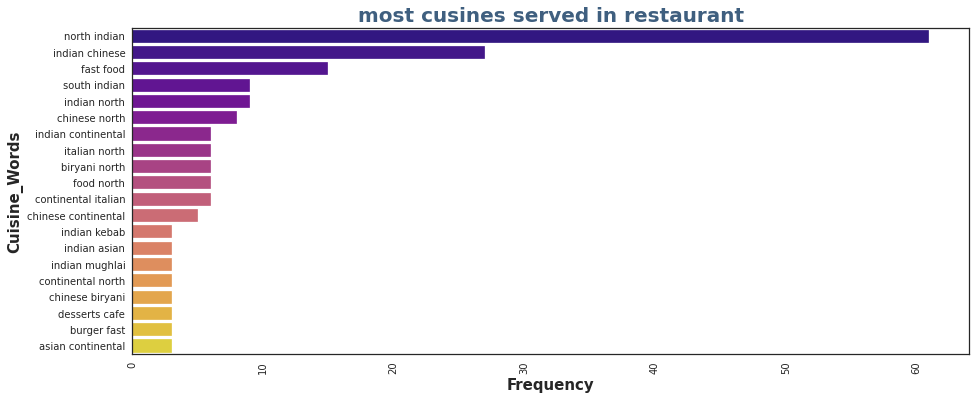 most cusines served in restaurant
Cuisine_Words
north indian
indian chinese
fast food
south indian
indian north
chinese north
indian continental
italian north
biryani north
food north
continental italian
chinese continental
indian kebab
indian asian
indian mughlai
continental north
chinese biryani
desserts cafe
burger fast
asian continental
0 10 20 30 40 50 60
Frequency